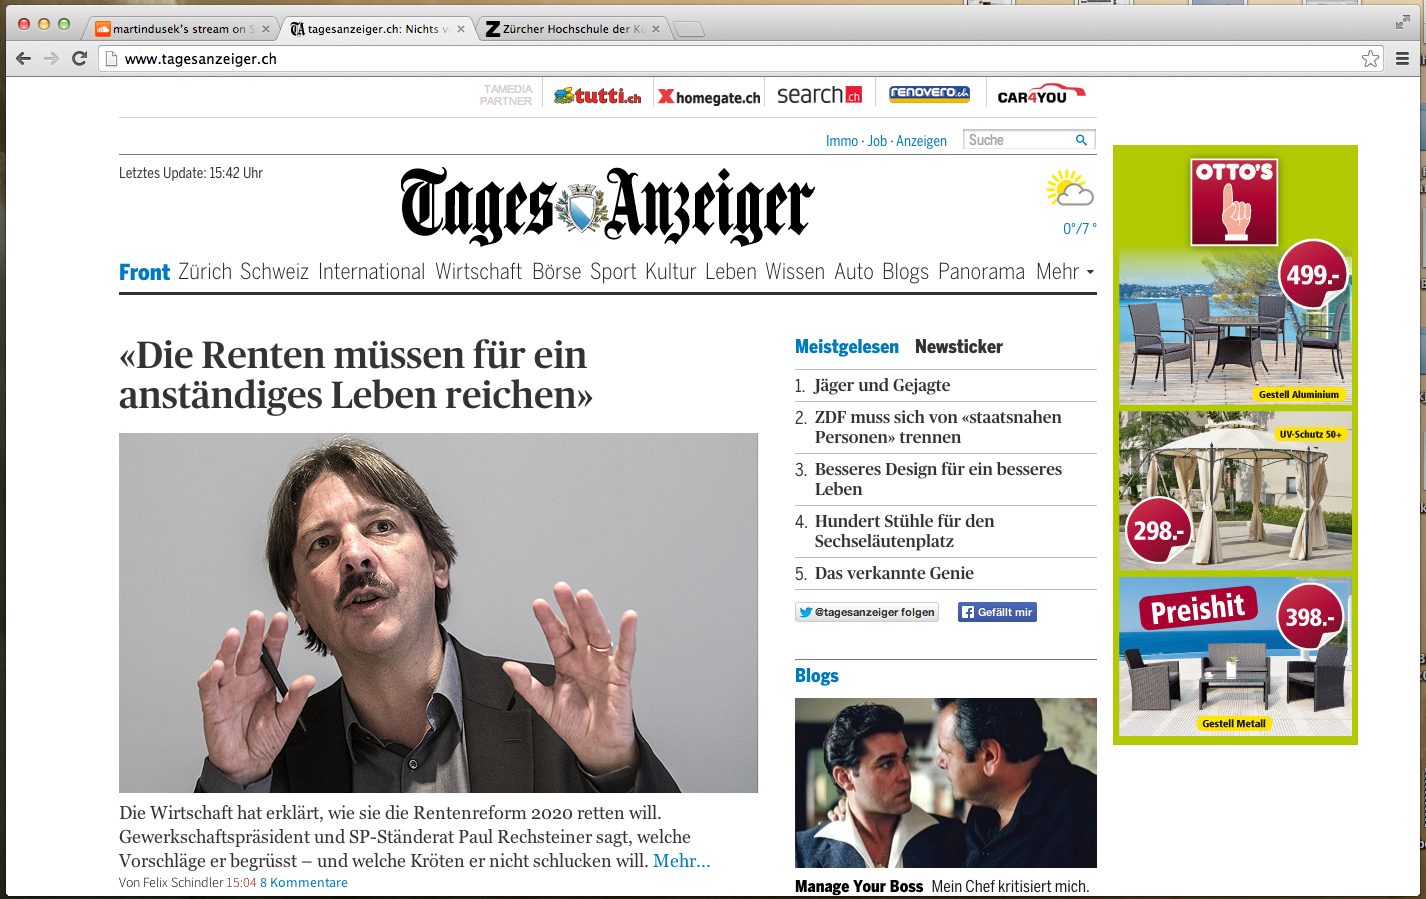 martindusek's stream on S
tagesanzeiger.ch: Nichts v
Zürcher Hochschule der K
www.tagesanzeiger.ch
TAMEDIA
PARTNER
tutti.ch
homegate.ch
search.ch
renovero.ch
CAR4YOU
Immo · Job · Anzeigen
Suche
Letztes Update: 15:42 Uhr
Tages Anzeiger
0°/7 °
Front Zürich Schweiz International Wirtschaft Börse Sport Kultur Leben Wissen Auto Blogs Panorama Mehr
«Die Renten müssen für ein
anständiges Leben reichen»
Die Wirtschaft hat erklärt, wie sie die Rentenreform 2020 retten will.
Gewerkschaftspräsident und SP-Ständerat Paul Rechsteiner sagt, welche
Vorschläge er begrüsst – und welche Kröten er nicht schlucken will. Mehr...
Von Felix Schindler 15:04 8 Kommentare
Meistgelesen Newsticker
1. Jäger und Gejagte
2. ZDF muss sich von «staatsnahen
Personen» trennen
3. Besseres Design für ein besseres
Leben
4. Hundert Stühle für den
Sechseläutenplatz
5. Das verkannte Genie
@tagesanzeiger folgen
Gefällt mir
Blogs
Manage Your Boss Mein Chef kritisiert mich.
OTTO'S
499.-
Gestell Aluminium
UV-Schutz 50+
298.-
Preishit
398.-
Gestell Metall